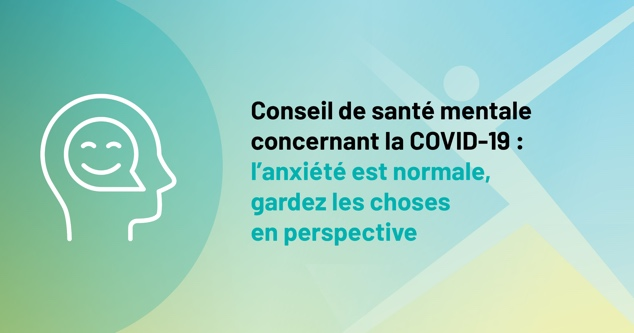 Conseil de santé mentale
concernant la COVID-19 :
l’anxiété est normale,
gardez les choses
en perspective